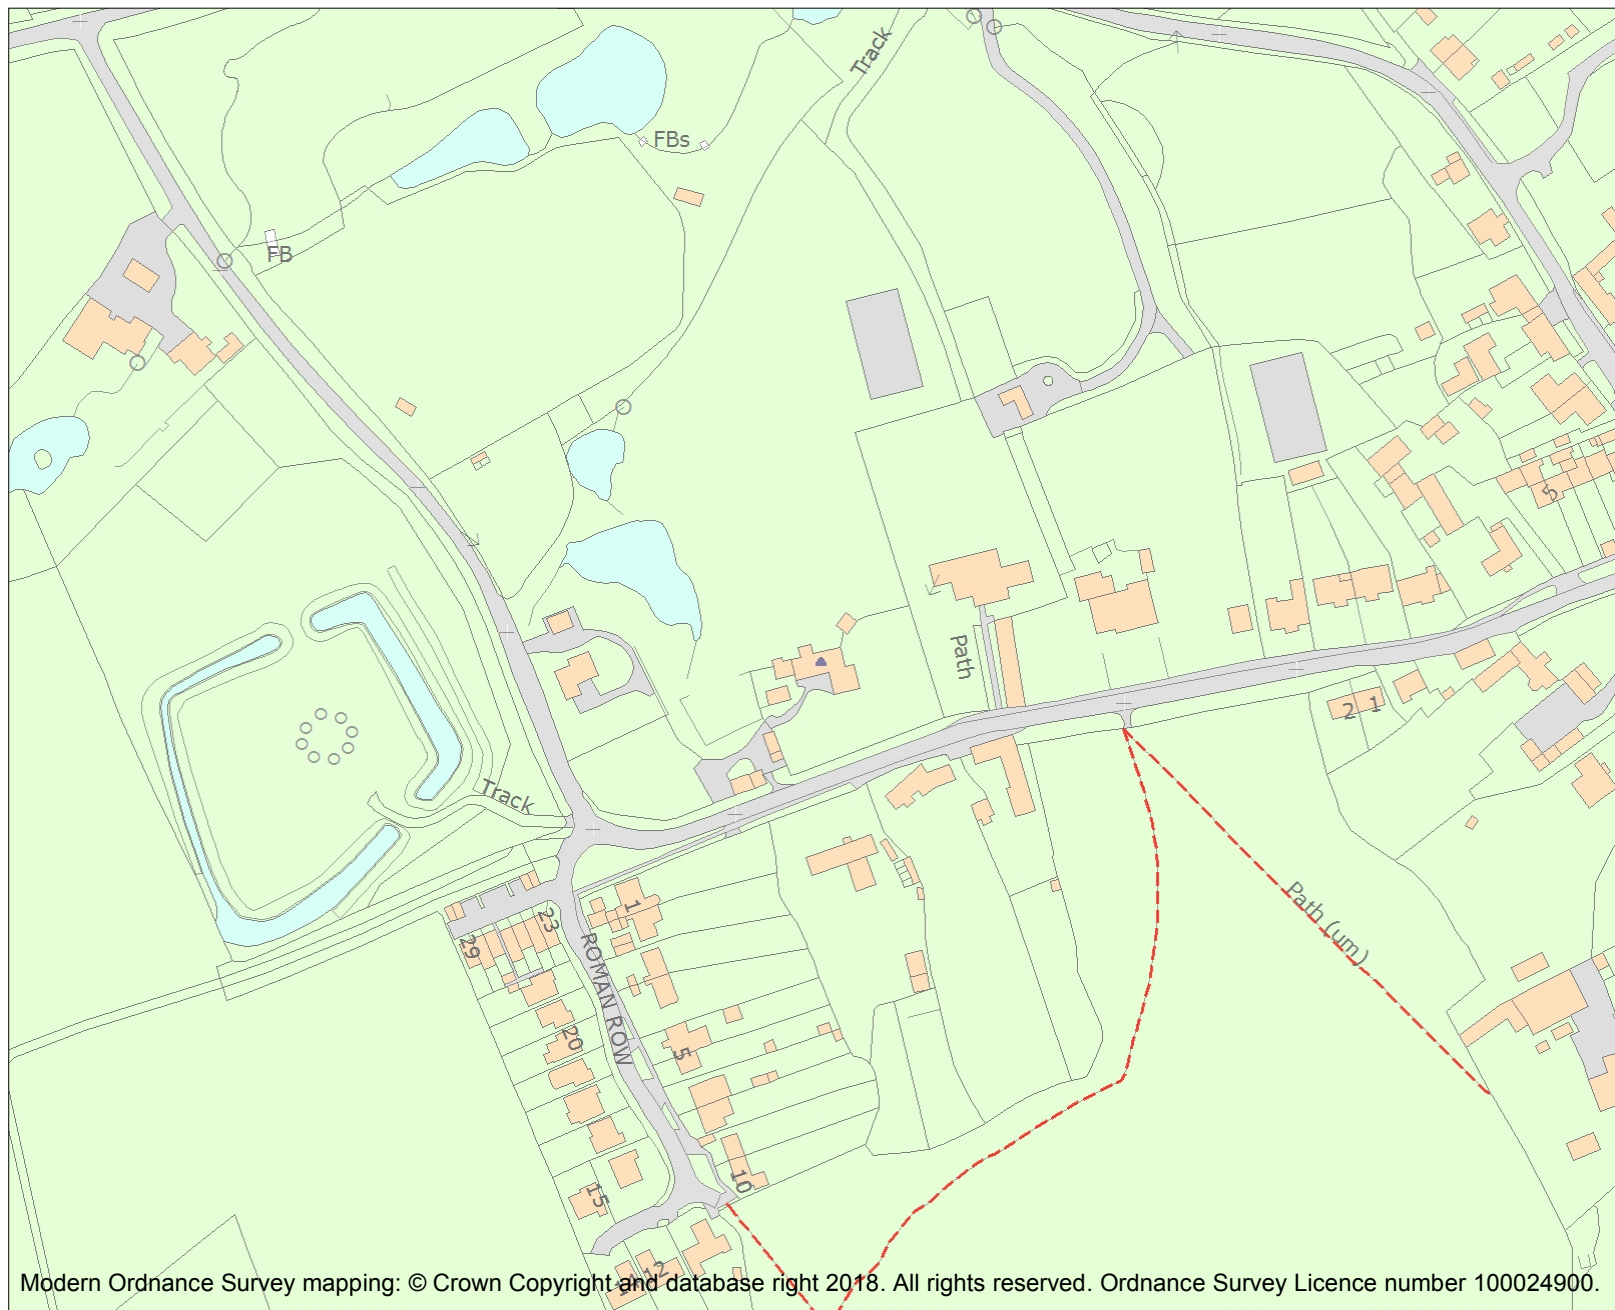 Track
FBs
FB
5
Path
2 1
Track
Path (um)
1
23
29
ROMAN ROW
20
5
10
15
14 12
Modern Ordnance Survey mapping: © Crown Copyright and database right 2018. All rights reserved. Ordnance Survey Licence number 100024900.